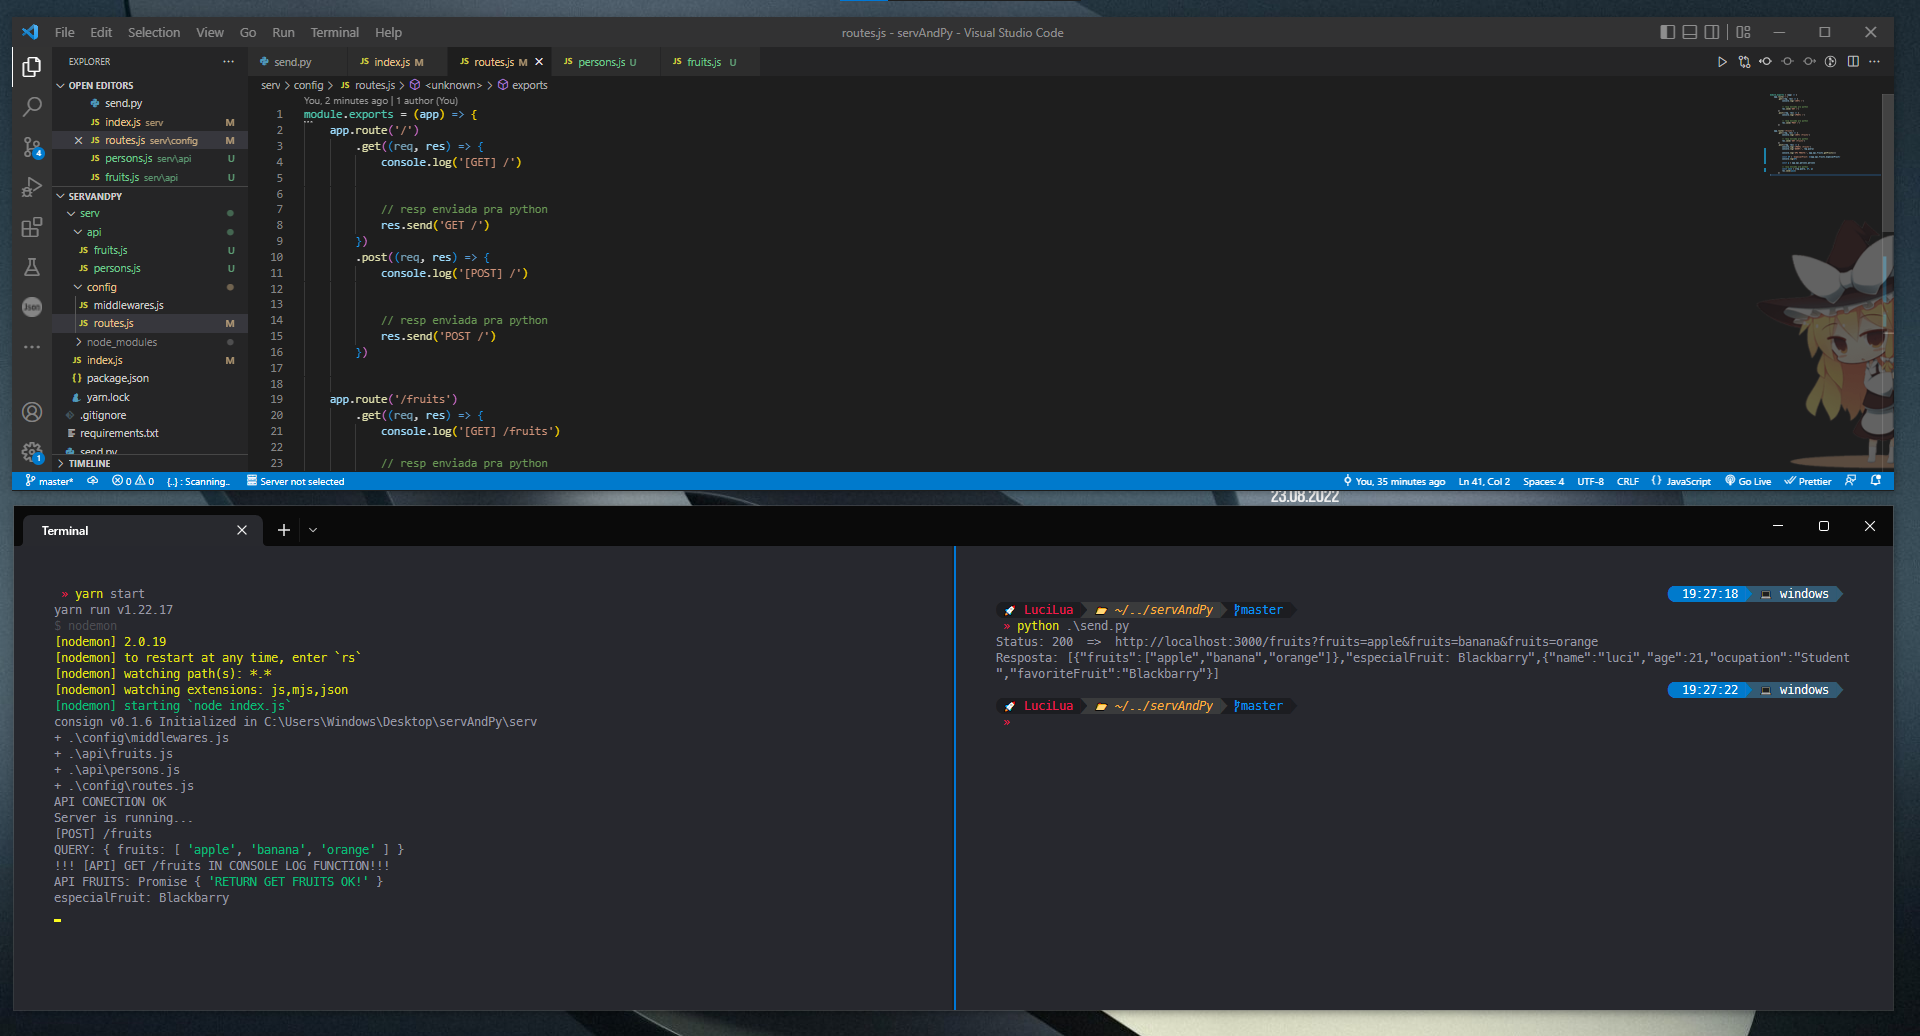 File Edit Selection View Go Run Terminal Help
routes.js - servAndPy - Visual Studio Code
EXPLORER
OPEN EDITORS
send.py
JS index.js serv M
JS routes.js serv\config M
JS persons.js serv\api U
JS fruits.js serv\api U
SERVANDPY
serv
api
JS fruits.js U
JS persons.js U
config
JS middlewares.js
JS routes.js M
node_modules
JS index.js M
{} package.json
yarn.lock
.gitignore
requirements.txt
send.py
TIMELINE
Json
4
1
send.py
JS index.js M
JS routes.js M
JS persons.js U
JS fruits.js U
serv > config > JS routes.js > <unknown> > exports
You, 2 minutes ago | 1 author (You)
1 module.exports = (app) => {
2 app.route('/')
3 .get((req, res) => {
4 console.log('[GET] /')
5
6
7 // resp enviada pra python
8 res.send('GET /')
9 })
10 .post((req, res) => {
11 console.log('[POST] /')
12
13
14 // resp enviada pra python
15 res.send('POST /')
16 })
17
18
19 app.route('/fruits')
20 .get((req, res) => {
21 console.log('[GET] /fruits')
22
23 // resp enviada pra python
master* 0 0 {..} : Scanning.. Server not selected
You, 35 minutes ago Ln 41, Col 2 Spaces: 4 UTF-8 CRLF {} JavaScript Go Live Prettier
23.08.2022
Terminal
» yarn start
yarn run v1.22.17
$ nodemon
[nodemon] 2.0.19
[nodemon] to restart at any time, enter `rs`
[nodemon] watching path(s): *.*
[nodemon] watching extensions: js,mjs,json
[nodemon] starting `node index.js`
consign v0.1.6 Initialized in C:\Users\Windows\Desktop\servAndPy\serv
+ .\config\middlewares.js
+ .\api\fruits.js
+ .\api\persons.js
+ .\config\routes.js
API CONECTION OK
Server is running...
[POST] /fruits
QUERY: { fruits: [ 'apple', 'banana', 'orange' ] }
!!! [API] GET /fruits IN CONSOLE LOG FUNCTION!!!
API FRUITS: Promise { 'RETURN GET FRUITS OK!' }
especialFruit: Blackbarry
19:27:18 windows
LuciLua ~/../servAndPy master
» python .\send.py
Status: 200 => http://localhost:3000/fruits?fruits=apple&fruits=banana&fruits=orange
Resposta: [{"fruits":["apple","banana","orange"]},"especialFruit: Blackbarry",{"name":"luci","age":21,"ocupation":"Student
","favoriteFruit":"Blackbarry"}]
19:27:22 windows
LuciLua ~/../servAndPy master
»